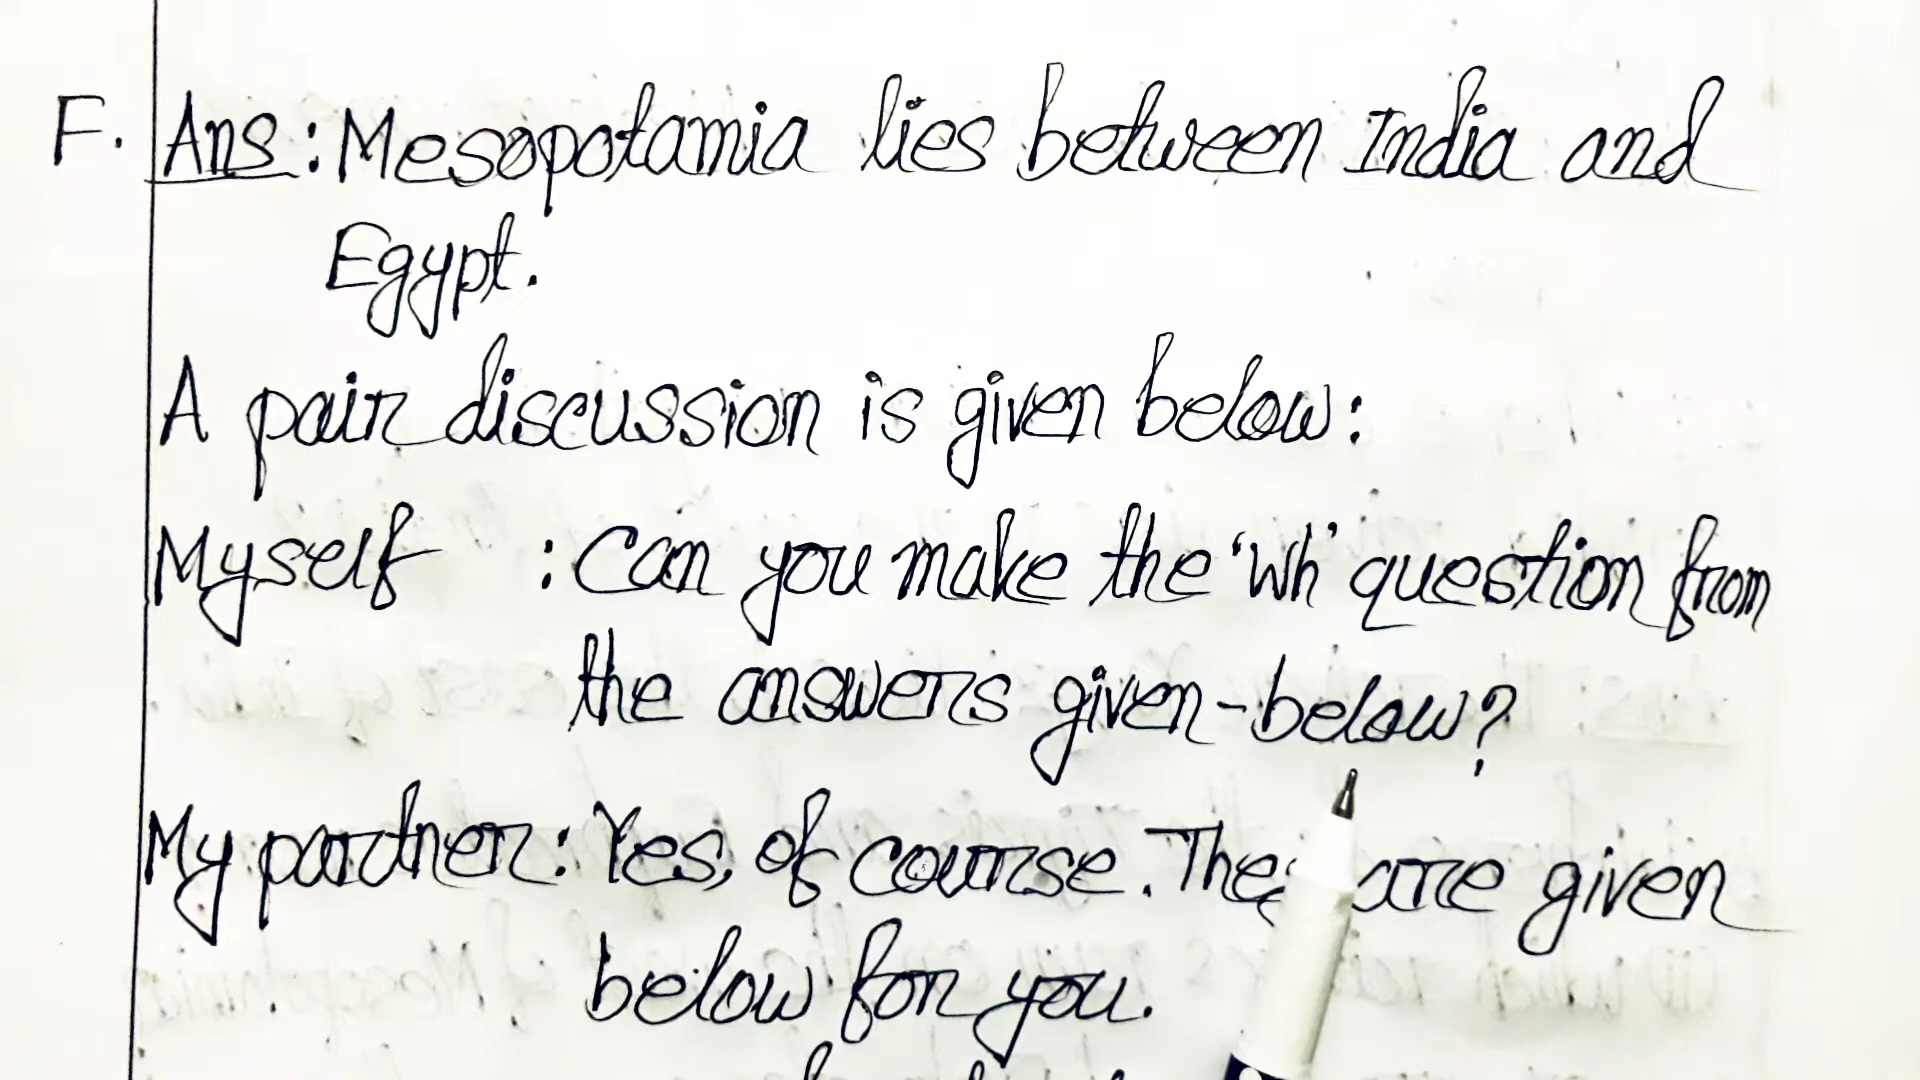 F. Ans: Mesopotamia lies between India and
Egypt.
A pair discussion is given below:
Myself : Can you make the 'Wh' question from
the answers given-below?
My partner: Yes, of course. They are given
below for you.